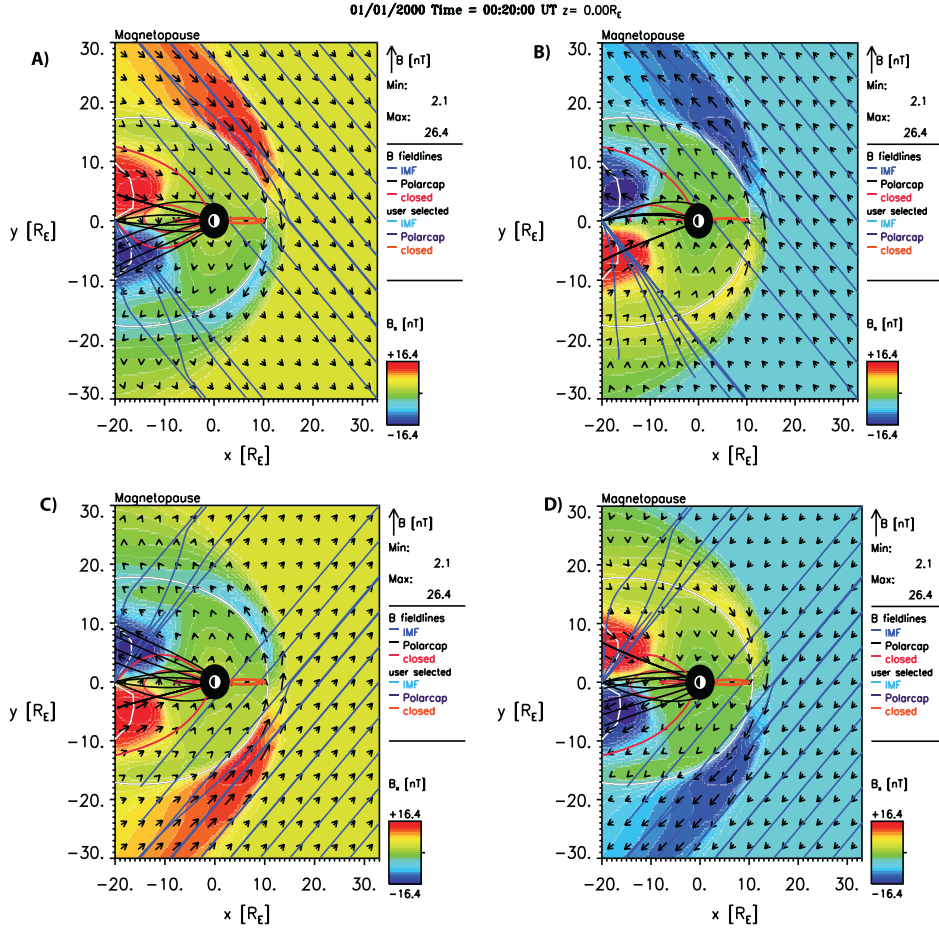 01/01/2000 Time = 00:20:00 UT z= 0.00R_E
A)
Magnetopause
30.
20.
10.
0.
-10.
-20.
-30.
y [R_E]
-20. -10. 0. 10. 20. 30.
x [R_E]
B [nT]
Min:
2.1
Max:
26.4
B fieldlines
IMF
Polarcap
closed
user selected
IMF
Polarcap
closed
Bₓ [nT]
+16.4
-16.4
B)
Magnetopause
30.
20.
10.
0.
-10.
-20.
-30.
y [R_E]
-20. -10. 0. 10. 20. 30.
x [R_E]
B [nT]
Min:
2.1
Max:
26.4
B fieldlines
IMF
Polarcap
closed
user selected
IMF
Polarcap
closed
Bₓ [nT]
+16.4
-16.4
C)
Magnetopause
30.
20.
10.
0.
-10.
-20.
-30.
y [R_E]
-20. -10. 0. 10. 20. 30.
x [R_E]
B [nT]
Min:
2.1
Max:
26.4
B fieldlines
IMF
Polarcap
closed
user selected
IMF
Polarcap
closed
Bₓ [nT]
+16.4
-16.4
D)
Magnetopause
30.
20.
10.
0.
-10.
-20.
-30.
y [R_E]
-20. -10. 0. 10. 20. 30.
x [R_E]
B [nT]
Min:
2.1
Max:
26.4
B fieldlines
IMF
Polarcap
closed
user selected
IMF
Polarcap
closed
Bₓ [nT]
+16.4
-16.4